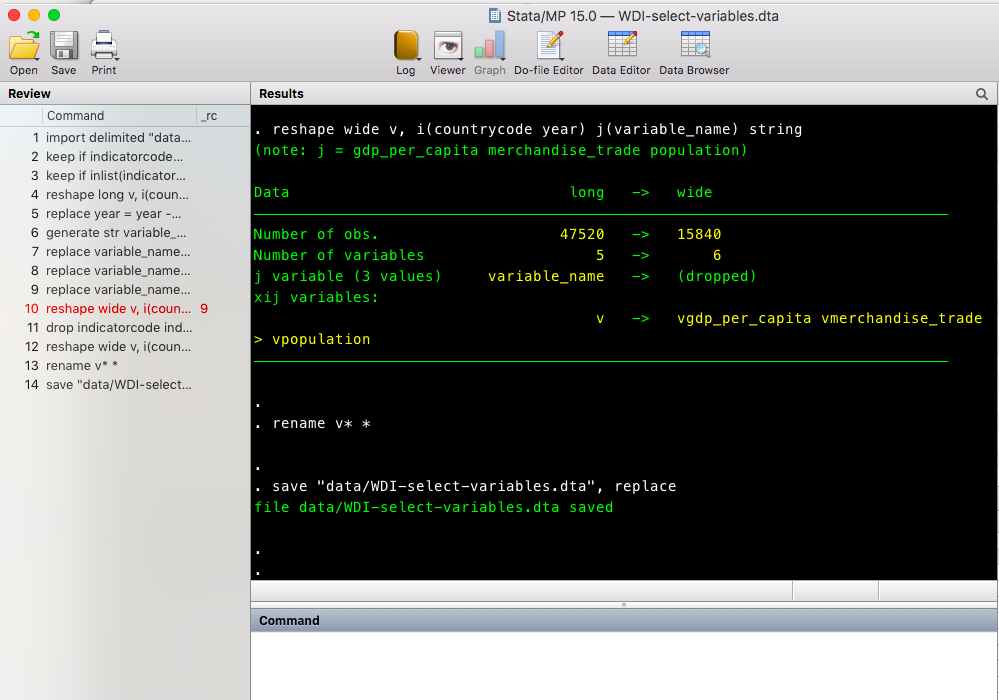 Stata/MP 15.0 — WDI-select-variables.dta
Open Save Print Log Viewer Graph Do-file Editor Data Editor Data Browser
Review
Command _rc
1 import delimited "data...
2 keep if indicatorcode...
3 keep if inlist(indicator...
4 reshape long v, i(coun...
5 replace year = year -...
6 generate str variable_...
7 replace variable_name...
8 replace variable_name...
9 replace variable_name...
10 reshape wide v, i(coun... 9
11 drop indicatorcode ind...
12 reshape wide v, i(coun...
13 rename v* *
14 save "data/WDI-select...
Results
. reshape wide v, i(countrycode year) j(variable_name) string
(note: j = gdp_per_capita merchandise_trade population)
Data long -> wide
Number of obs. 47520 -> 15840
Number of variables 5 -> 6
j variable (3 values) variable_name -> (dropped)
xij variables:
v -> vgdp_per_capita vmerchandise_trade
> vpopulation
.
. rename v* *
.
. save "data/WDI-select-variables.dta", replace
file data/WDI-select-variables.dta saved
.
.
Command